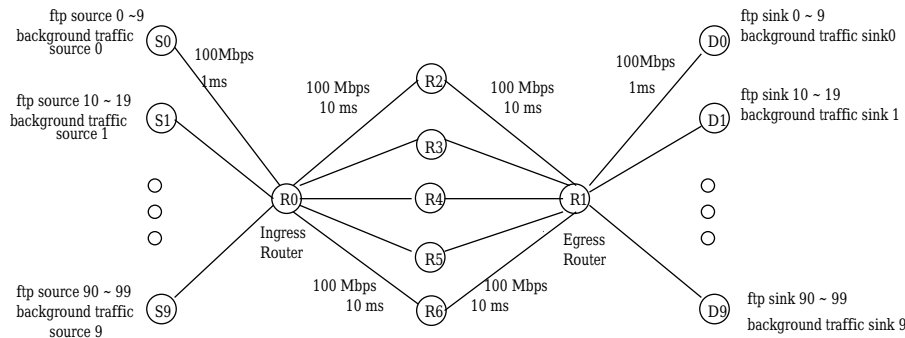 ftp source 0 ~9
background traffic
source 0
S0
100Mbps
1ms
ftp source 10 ~ 19
background traffic
source 1
S1
ftp source 90 ~ 99
background traffic
source 9
S9
R0
Ingress
Router
100 Mbps
10 ms
R2
100 Mbps
10 ms
R3
R4
R5
100 Mbps
10 ms
R6
100 Mbps
10 ms
R1
Egress
Router
100Mbps
1ms
D0
ftp sink 0 ~ 9
background traffic sink0
D1
ftp sink 10 ~ 19
background traffic sink 1
D9
ftp sink 90 ~ 99
background traffic sink 9